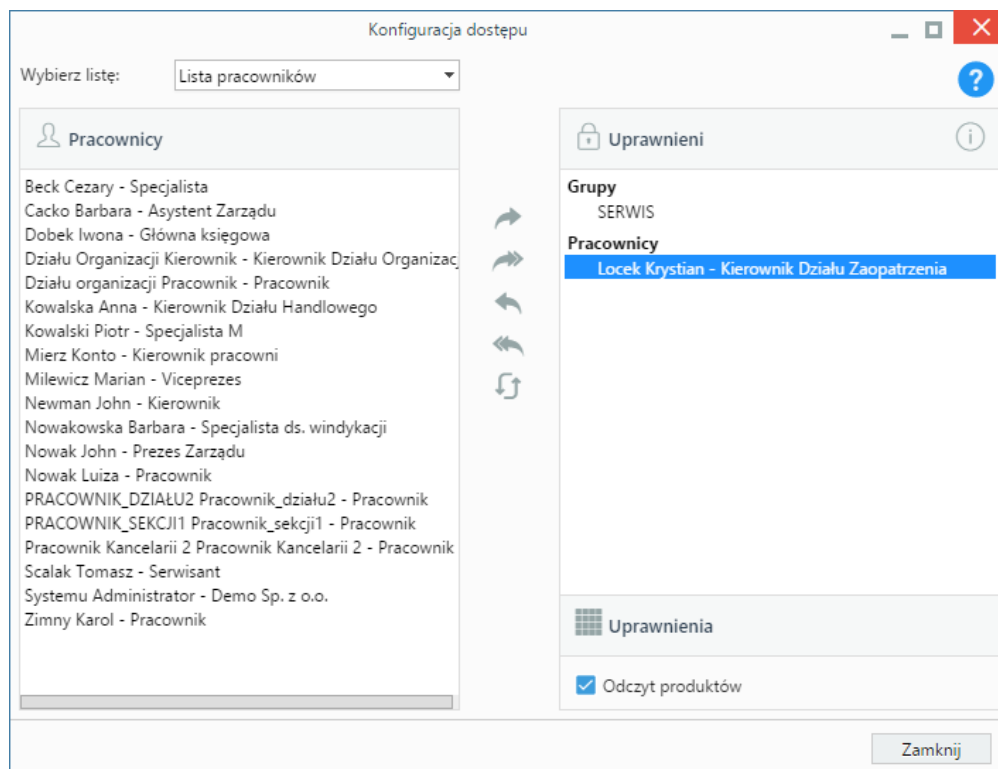 Konfiguracja dostępu
Wybierz listę:
Lista pracowników
?
Pracownicy
Beck Cezary - Specjalista
Cacko Barbara - Asystent Zarządu
Dobek Iwona - Główna księgowa
Działu Organizacji Kierownik - Kierownik Działu Organizac
Działu organizacji Pracownik - Pracownik
Kowalska Anna - Kierownik Działu Handlowego
Kowalski Piotr - Specjalista M
Mierz Konto - Kierownik pracowni
Milewicz Marian - Viceprezes
Newman John - Kierownik
Nowakowska Barbara - Specjalista ds. windykacji
Nowak John - Prezes Zarządu
Nowak Luiza - Pracownik
PRACOWNIK_DZIAŁU2 Pracownik_działu2 - Pracownik
PRACOWNIK_SEKCJI1 Pracownik_sekcji1 - Pracownik
Pracownik Kancelarii 2 Pracownik Kancelarii 2 - Pracownik
Scalak Tomasz - Serwisant
Systemu Administrator - Demo Sp. z o.o.
Zimny Karol - Pracownik
Uprawnieni
i
Grupy
SERWIS
Pracownicy
Locek Krystian - Kierownik Działu Zaopatrzenia
Uprawnienia
Odczyt produktów
Zamknij